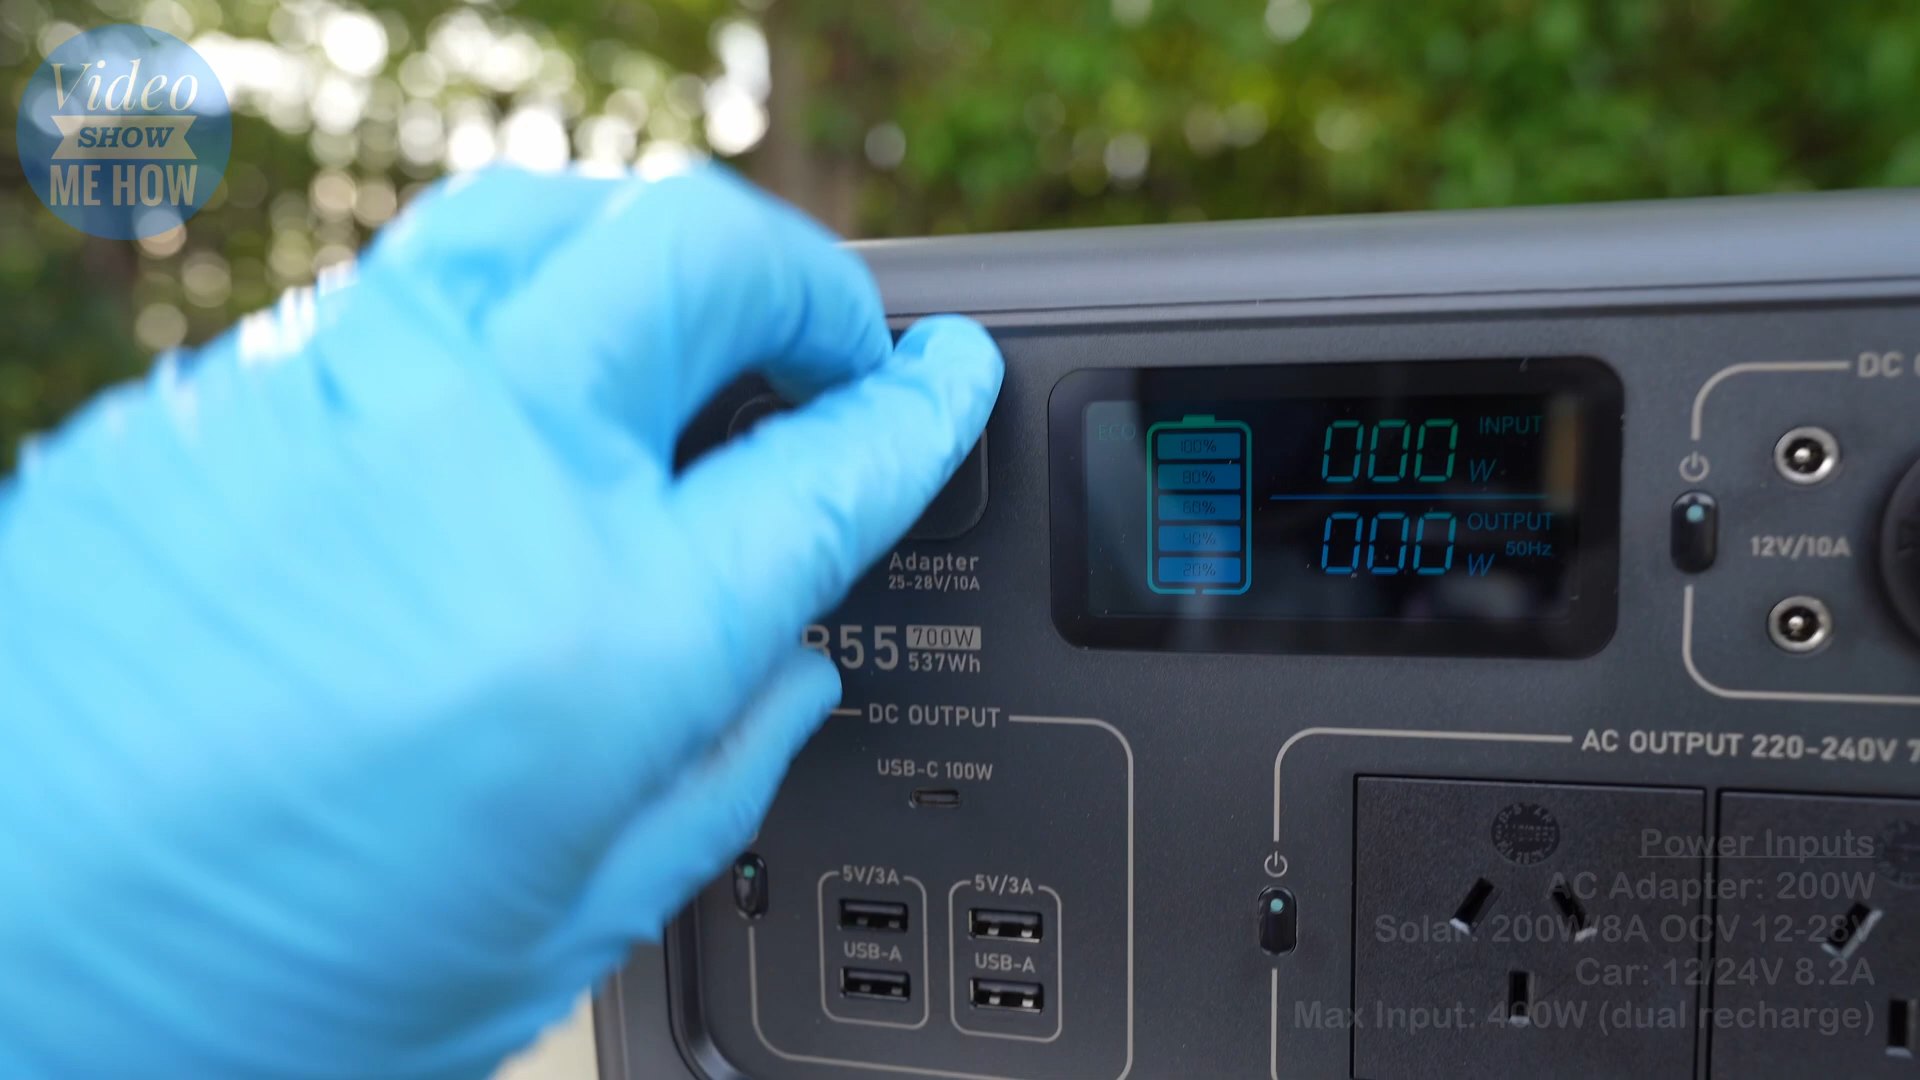 Video
SHOW
ME HOW
ECO
100%
80%
60%
40%
20%
000 W INPUT
000 W OUTPUT
50Hz
DC
12V/10A
Adapter
25-28V/10A
B55 700W
537Wh
DC OUTPUT
USB-C 100W
5V/3A
USB-A
5V/3A
USB-A
AC OUTPUT 220-240V 7
Power Inputs
AC Adapter: 200W
Solar: 200W/8A OCV 12-28V
Car: 12/24V 8.2A
Max Input: 400W (dual recharge)